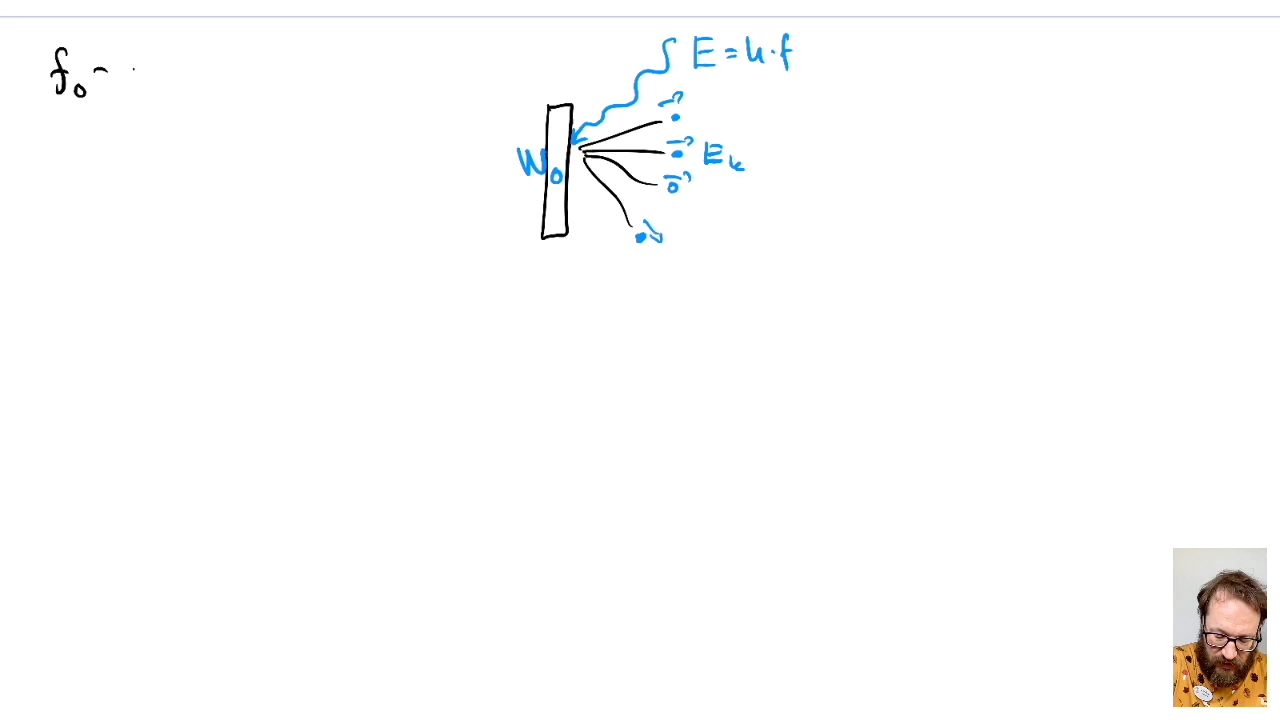 f₀ -
E = h·f
W₀
Eₖ